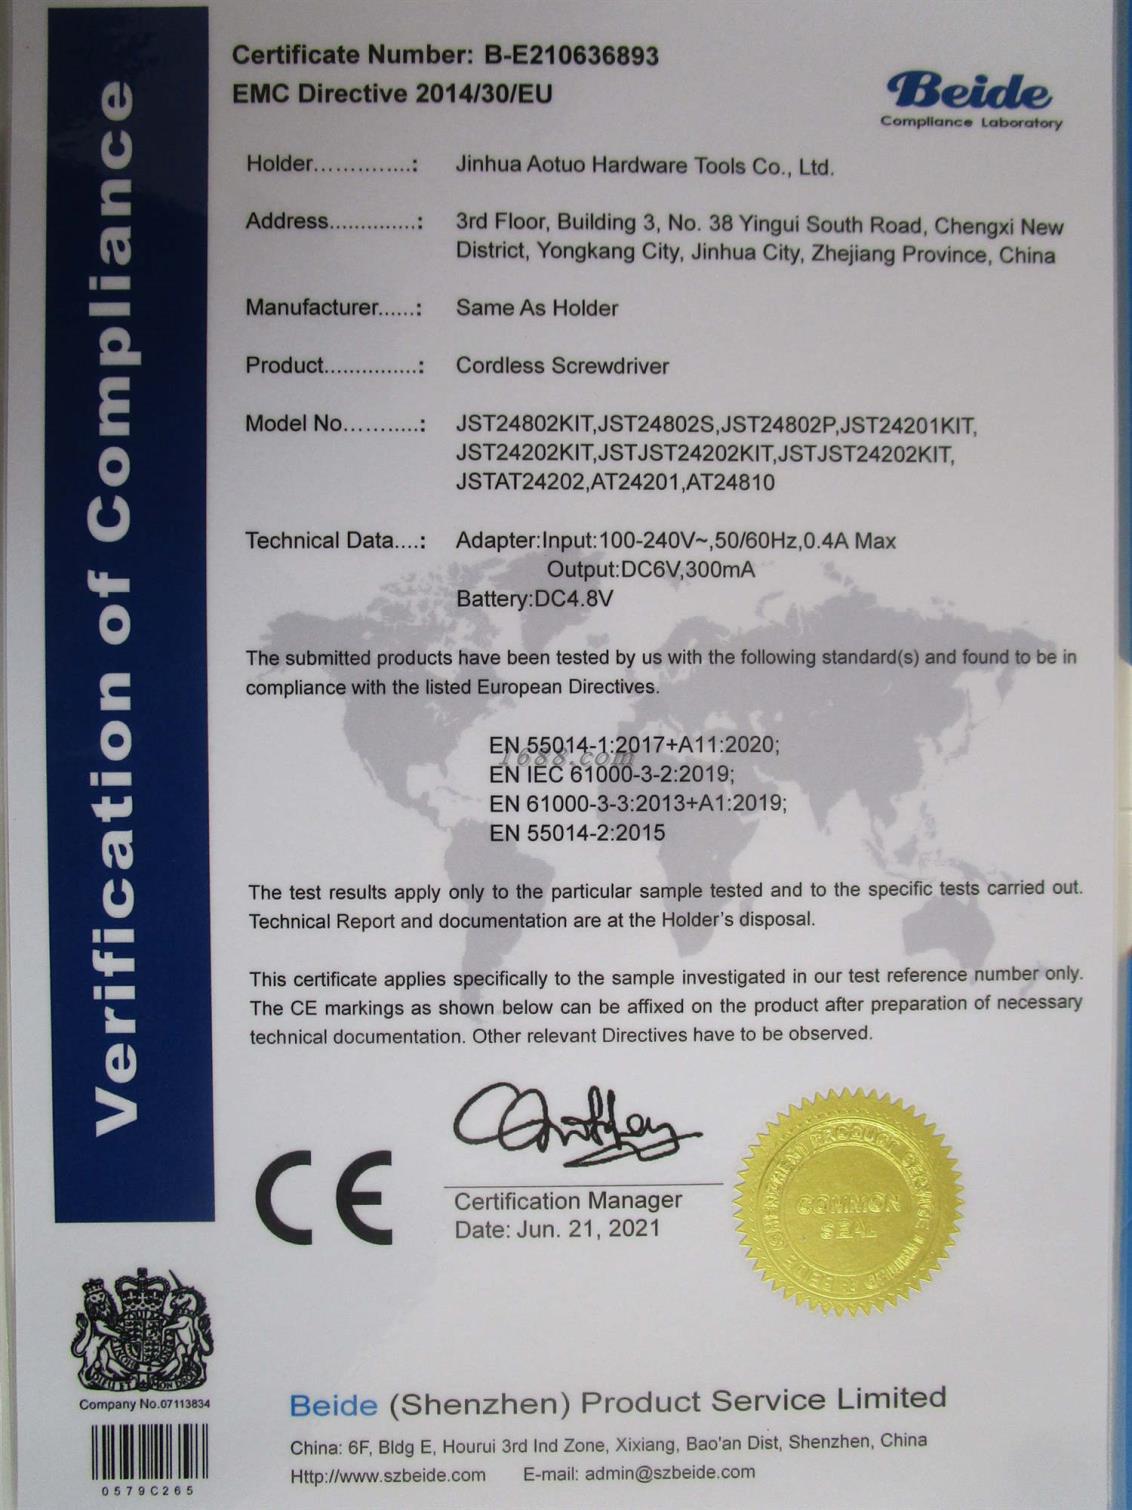 Verification of Compliance
Certificate Number: B-E210636893
EMC Directive 2014/30/EU
Beide
Compliance Laboratory
Holder..............: Jinhua Aotuo Hardware Tools Co., Ltd.
Address.............: 3rd Floor, Building 3, No. 38 Yingui South Road, Chengxi New
District, Yongkang City, Jinhua City, Zhejiang Province, China
Manufacturer......: Same As Holder
Product...............: Cordless Screwdriver
Model No...........: JST24802KIT,JST24802S,JST24802P,JST24201KIT,
JST24202KIT,JSTJST24202KIT,JSTJST24202KIT,
JSTAT24202,AT24201,AT24810
Technical Data....: Adapter:Input:100-240V~,50/60Hz,0.4A Max
Output:DC6V,300mA
Battery:DC4.8V
The submitted products have been tested by us with the following standard(s) and found to be in
compliance with the listed European Directives.
EN 55014-1:2017+A11:2020;
1688.com
EN IEC 61000-3-2:2019;
EN 61000-3-3:2013+A1:2019;
EN 55014-2:2015
The test results apply only to the particular sample tested and to the specific tests carried out.
Technical Report and documentation are at the Holder's disposal.
This certificate applies specifically to the sample investigated in our test reference number only.
The CE markings as shown below can be affixed on the product after preparation of necessary
technical documentation. Other relevant Directives have to be observed.
CE
Certification Manager
Date: Jun. 21, 2021
COMMON
SEAL
BEIDE (SHENZHEN) PRODUCT SERVICE LIMITED
Company No.07113834
0579C265
Beide (Shenzhen) Product Service Limited
China: 6F, Bldg E, Hourui 3rd Ind Zone, Xixiang, Bao'an Dist, Shenzhen, China
Http://www.szbeide.com E-mail: admin@szbeide.com